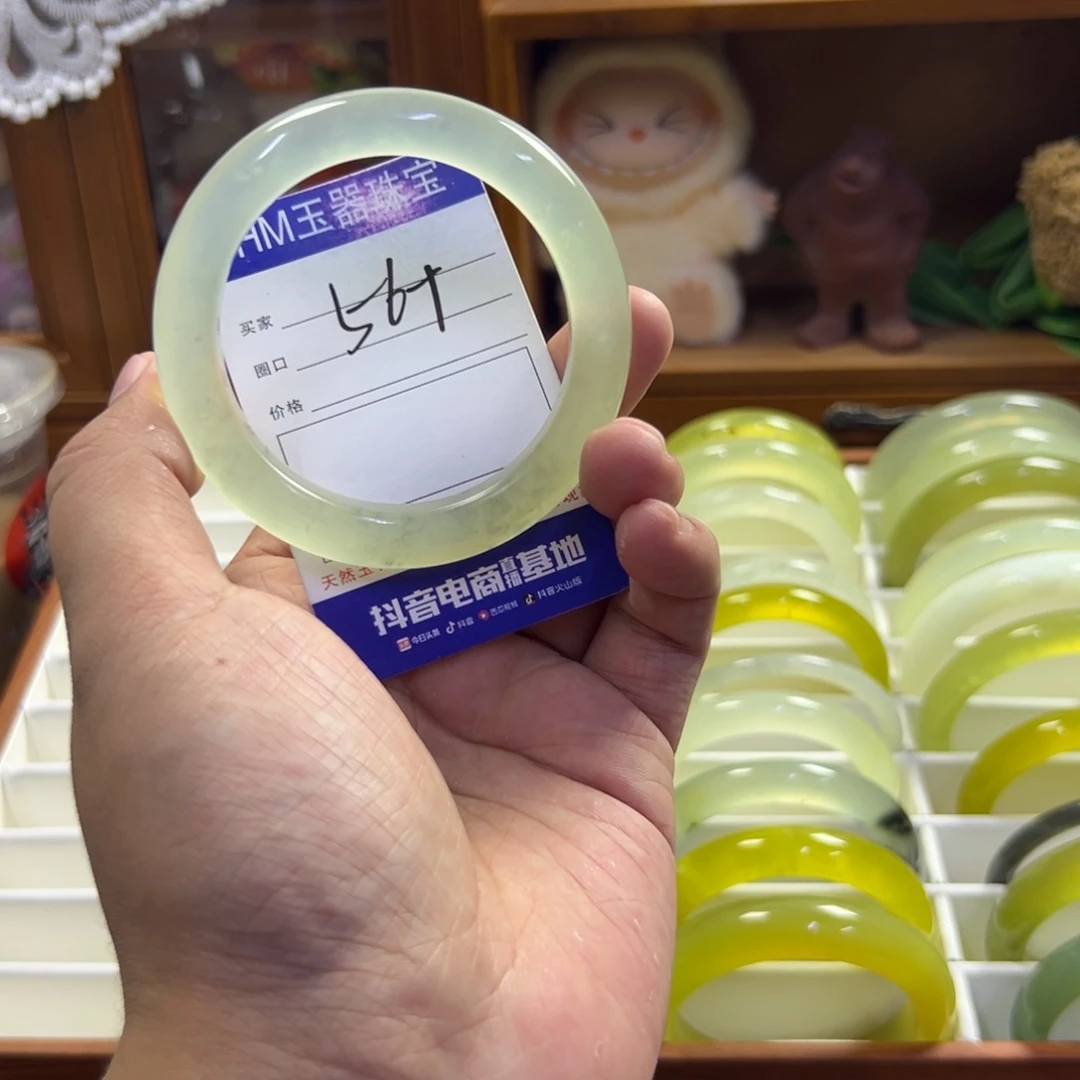 HM玉器珠宝
买家
56+
圈口
价格
天然玉
抖音电商直播基地
今日头条 抖音 西瓜视频 抖音火山版